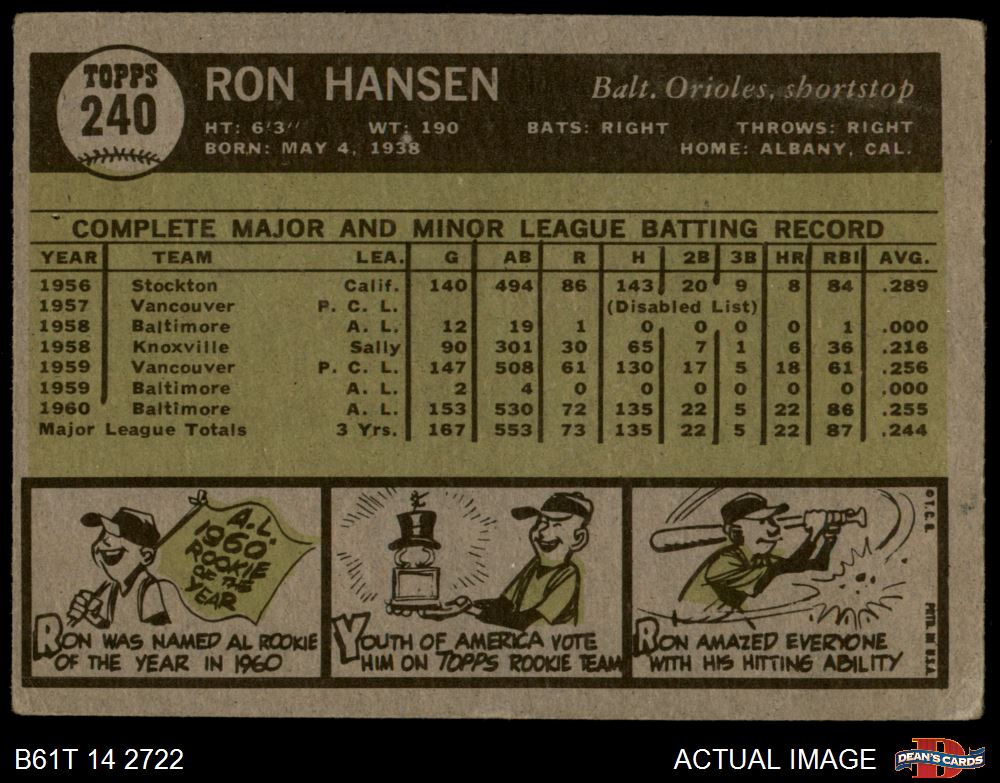 TOPPS
240
RON HANSEN
Balt. Orioles, shortstop
HT: 6'3" WT: 190 BATS: RIGHT THROWS: RIGHT
BORN: MAY 4, 1938 HOME: ALBANY, CAL.
COMPLETE MAJOR AND MINOR LEAGUE BATTING RECORD
YEAR TEAM LEA. G AB R H 2B 3B HR RBI AVG.
1956 Stockton Calif. 140 494 86 143 20 9 8 84 .289
1957 Vancouver P. C. L. (Disabled List)
1958 Baltimore A. L. 12 19 1 0 0 0 0 1 .000
1958 Knoxville Sally 90 301 30 65 7 1 6 36 .216
1959 Vancouver P. C. L. 147 508 61 130 17 5 18 61 .256
1959 Baltimore A. L. 2 4 0 0 0 0 0 0 .000
1960 Baltimore A. L. 153 530 72 135 22 5 22 86 .255
Major League Totals 3 Yrs. 167 553 73 135 22 5 22 87 .244
A.L.
1960
ROOKIE
OF THE
YEAR
RON WAS NAMED AL ROOKIE
OF THE YEAR IN 1960
YOUTH OF AMERICA VOTE
HIM ON TOPPS ROOKIE TEAM
RON AMAZED EVERYONE
WITH HIS HITTING ABILITY
© T.C.G.
PRTD. IN U.S.A.
B61T 14 2722
ACTUAL IMAGE
D
DEAN'S CARDS